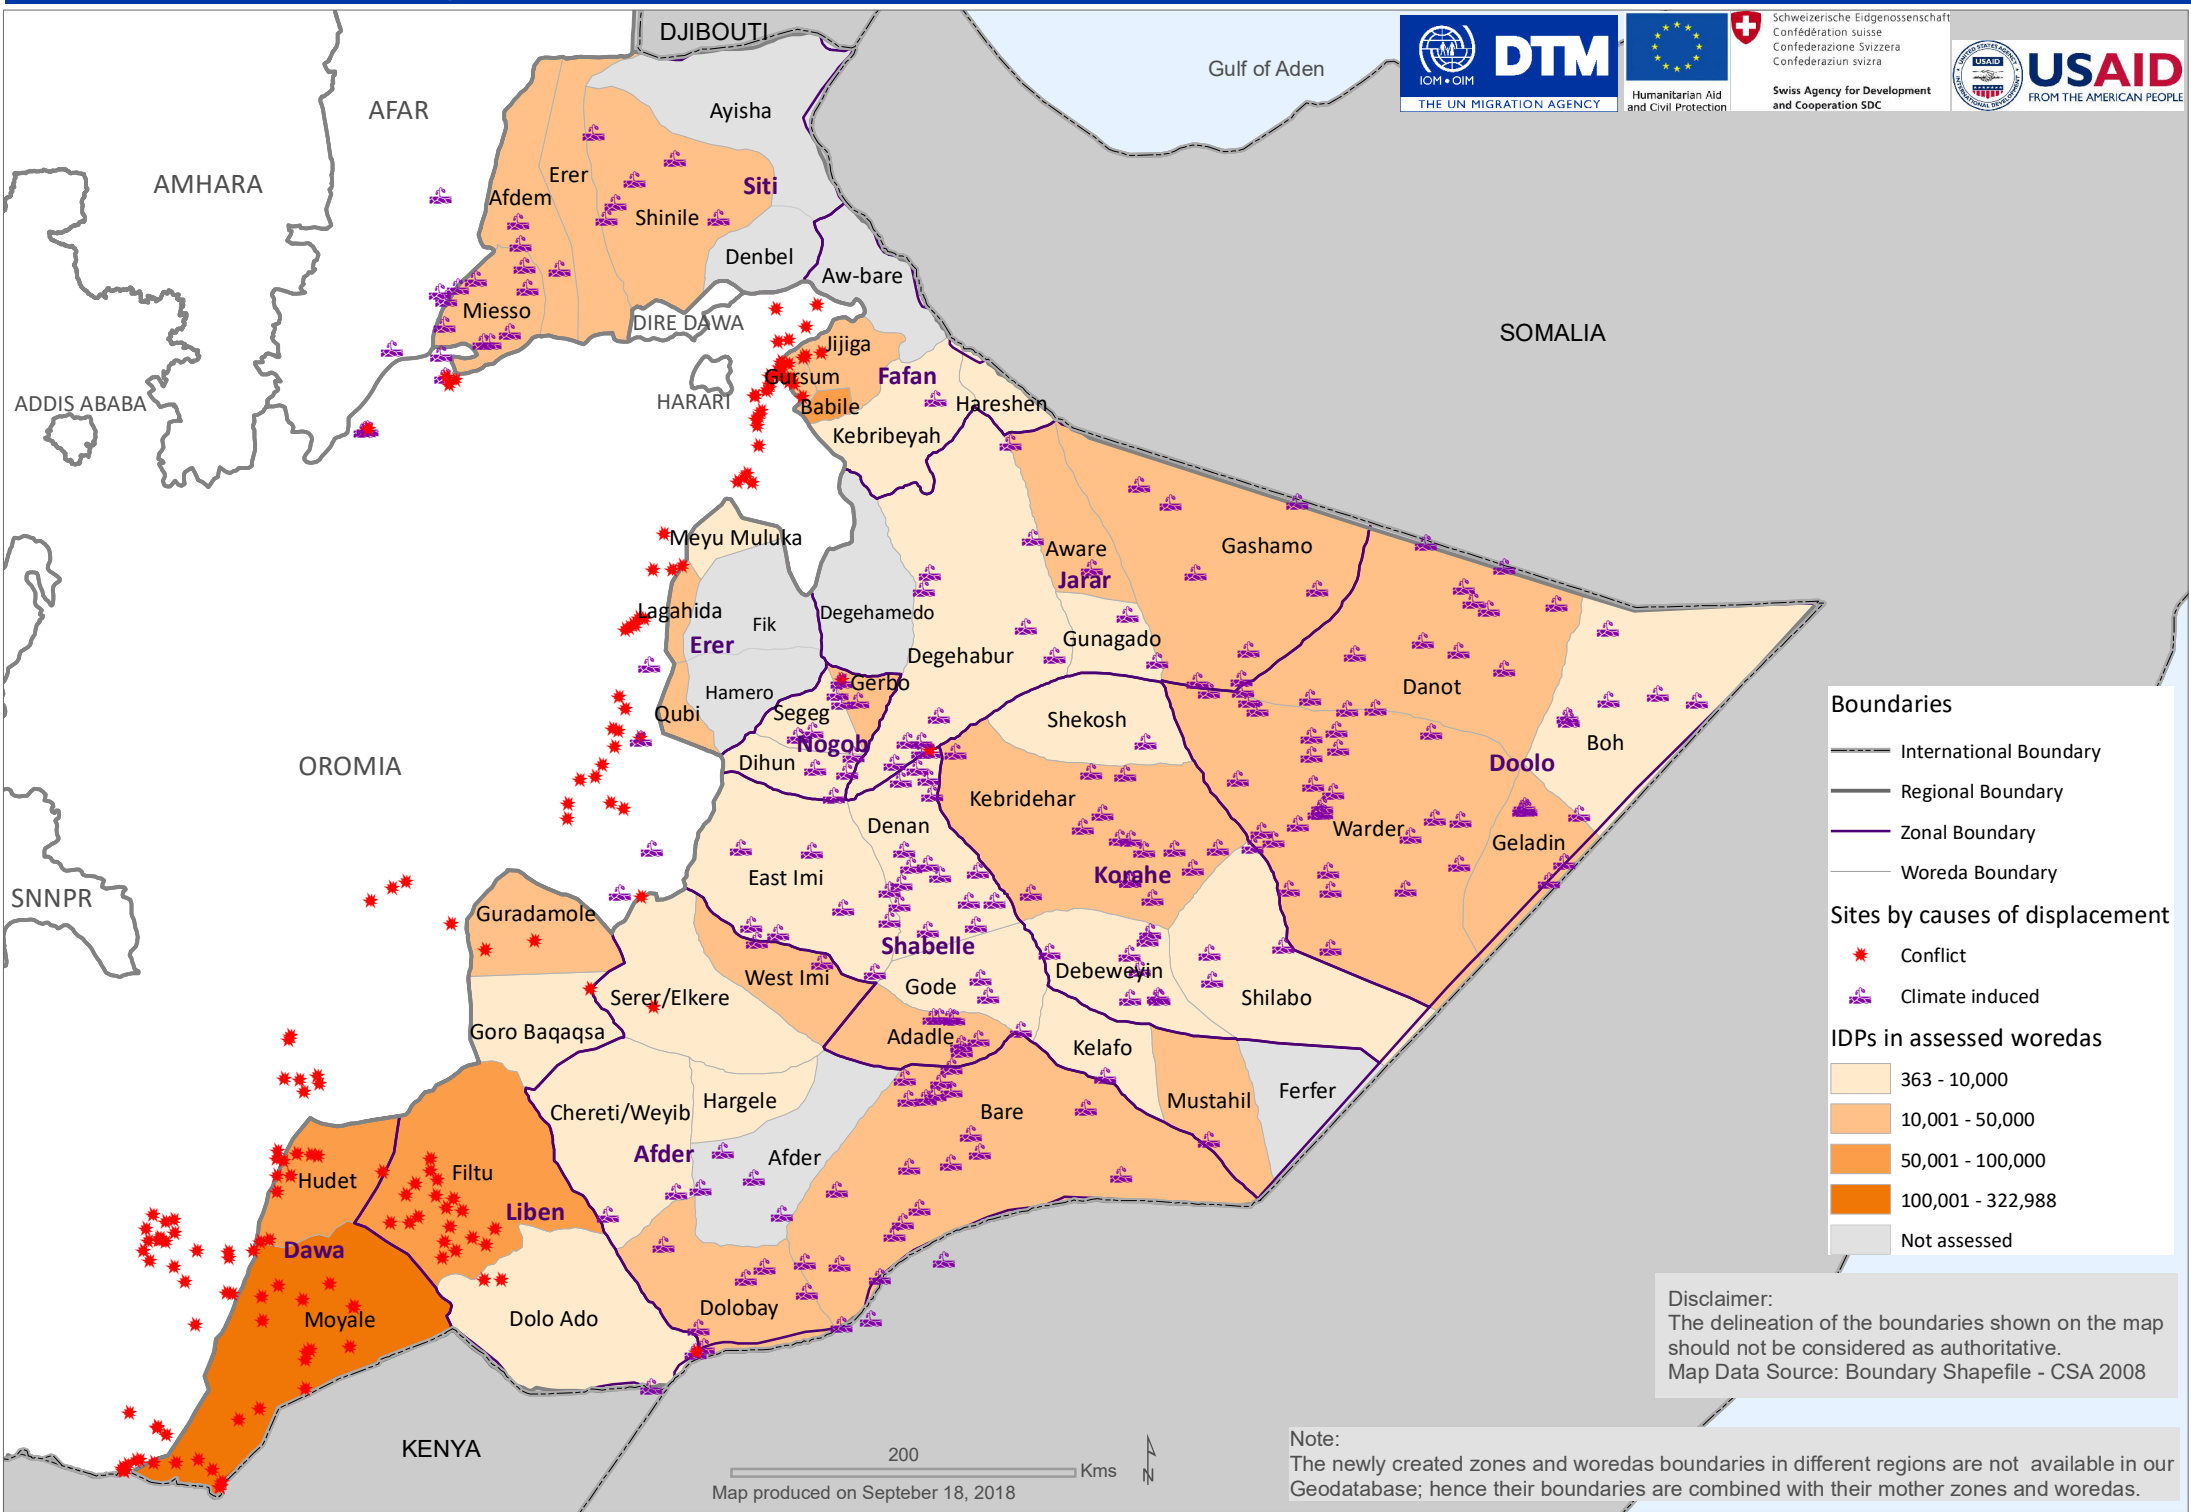 DJIBOUTI
Gulf of Aden
IOM • OIM
DTM
THE UN MIGRATION AGENCY
Humanitarian Aid
and Civil Protection
Schweizerische Eidgenossenschaft
Confédération suisse
Confederazione Svizzera
Confederaziun svizra
Swiss Agency for Development
and Cooperation SDC
USAID
USAID
FROM THE AMERICAN PEOPLE
AFAR
AMHARA
Ayisha
Erer
Afdem
Siti
Shinile
Denbel
Aw-bare
Miesso
DIRE DAWA
SOMALIA
Jijiga
Gursum
Fafan
HARARI
ADDIS ABABA
Babile
Hareshen
Kebribeyah
Meyu Muluka
Aware
Gashamo
Jarar
Lagahida
Fik
Degehamedo
Erer
Gunagado
Degehabur
Gerbo
Hamero
Danot
Qubi
Segeg
Shekosh
Nogob
Boh
Dihun
Doolo
OROMIA
Kebridehar
Denan
Warder
Geladin
East Imi
Korahe
SNNPR
Guradamole
Shabelle
West Imi
Debeweyin
Gode
Serer/Elkere
Shilabo
Goro Baqaqsa
Adadle
Kelafo
Ferfer
Hargele
Chereti/Weyib
Bare
Mustahil
Afder
Afder
Filtu
Hudet
Liben
Dawa
Dolobay
Moyale
Dolo Ado
KENYA
Boundaries
International Boundary
Regional Boundary
Zonal Boundary
Woreda Boundary
Sites by causes of displacement
Conflict
Climate induced
IDPs in assessed woredas
363 - 10,000
10,001 - 50,000
50,001 - 100,000
100,001 - 322,988
Not assessed
Disclaimer:
The delineation of the boundaries shown on the map
should not be considered as authoritative.
Map Data Source: Boundary Shapefile - CSA 2008
200
Kms
N
Map produced on Septeber 18, 2018
Note:
The newly created zones and woredas boundaries in different regions are not available in our
Geodatabase; hence their boundaries are combined with their mother zones and woredas.